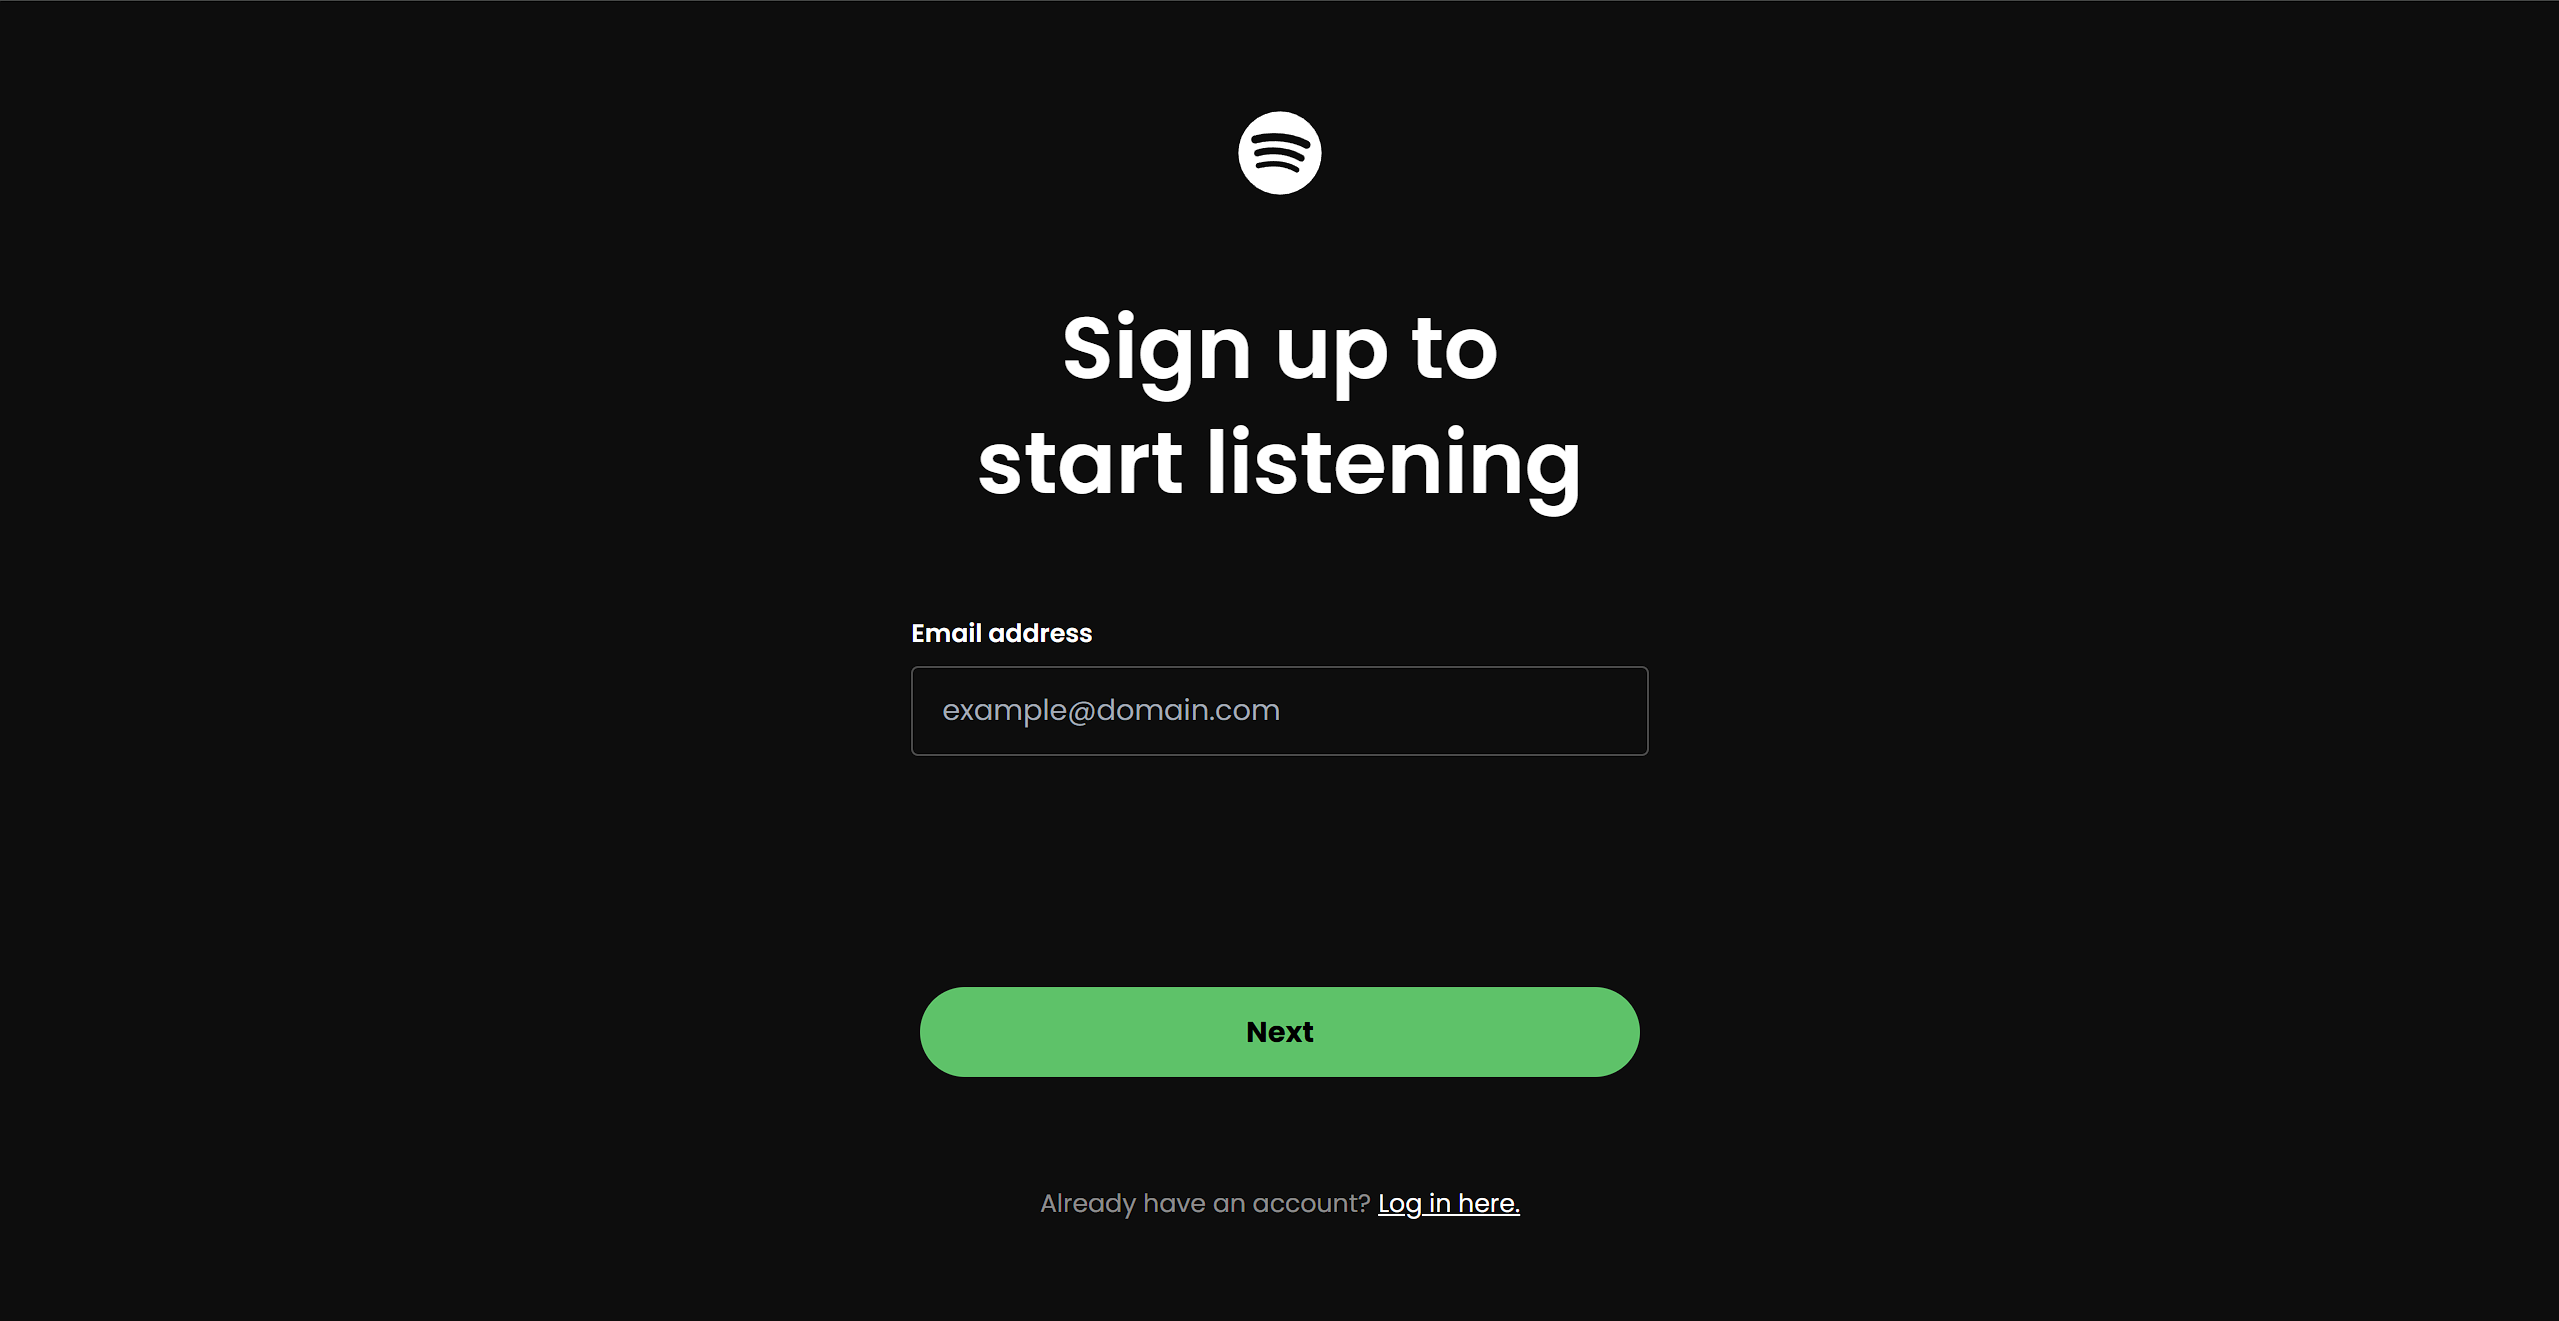 Sign up to
start listening
Email address
example@domain.com
Next
Already have an account? Log in here.